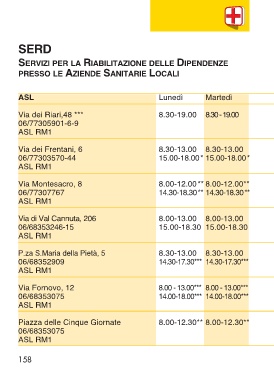 SERD
SERVIZI PER LA RIABILITAZIONE DELLE DIPENDENZE
PRESSO LE AZIENDE SANITARIE LOCALI
ASL Lunedì Martedì
Via dei Riari,48 *** 8.30-19.00 8.30 - 19.00
06/77305901-6-9
ASL RM1
Via dei Frentani, 6 8.30-13.00 8.30-13.00
06/77303570-44 15.00-18.00 * 15.00-18.00 *
ASL RM1
Via Montesacro, 8 8.00-12.00 ** 8.00-12.00**
06/77307767 14.30-18.30 ** 14.30-18.30 **
ASL RM1
Via di Val Cannuta, 206 8.00-13.00 8.00-13.00
06/68353246-15 15.00-18.30 15.00-18.30
ASL RM1
P.za S.Maria della Pietà, 5 8.30-13.00 8.30-13.00
06/68352909 14.30-17.30*** 14.30-17.30***
ASL RM1
Via Fornovo, 12 8.00 - 13.00*** 8.00 - 13.00***
06/68353075 14.00-18.00*** 14.00-18.00***
ASL RM1
Piazza delle Cinque Giornate 8.00-12.30** 8.00-12.30**
06/68353075
ASL RM1
158